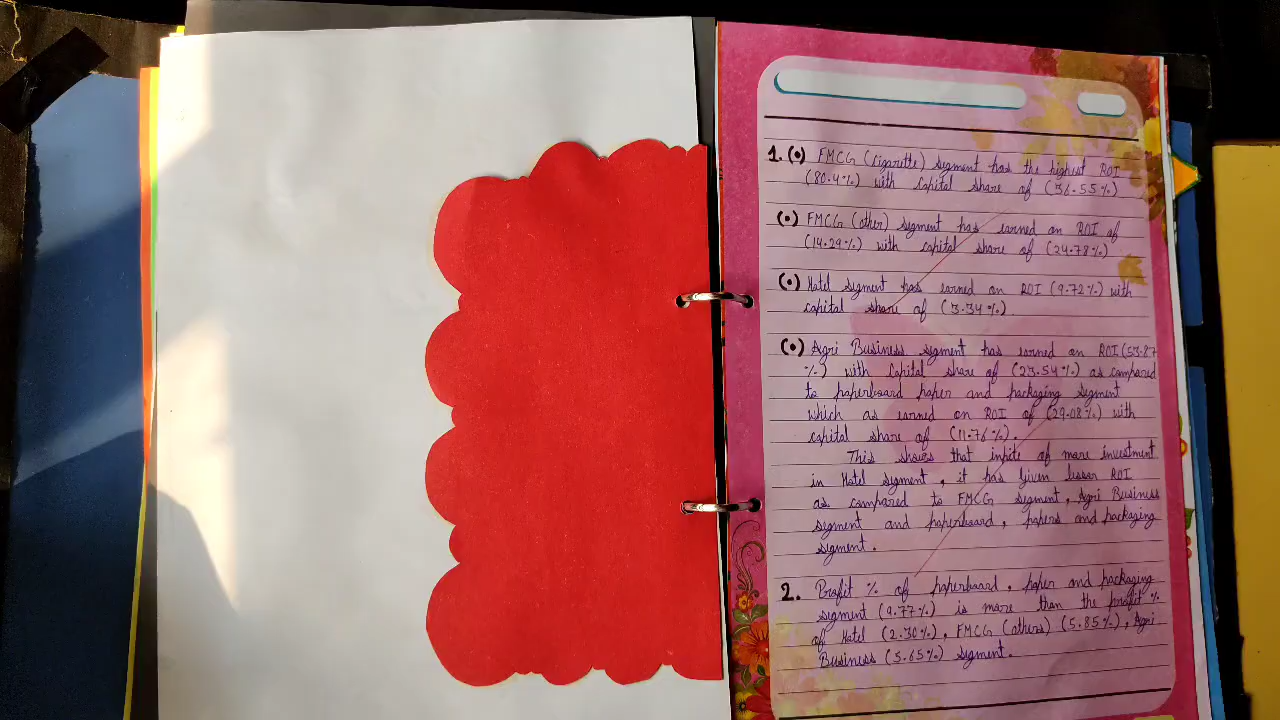 1. (•) FMCG (Cigarette) segment has the highest ROI
(80.4%) with capital share of (36.55%)
(•) FMCG (other) segment has earned an ROI of
(14.29%) with capital share of (24.78%)
(•) Hotel segment has earned an ROI (9.72%) with
capital share of (3.34%)
(•) Agri Business segment has earned an ROI (53.87
%) with capital share of (23.54%) as compared
to paperboard paper and packaging segment
which as earned an ROI of (29.08%) with
capital share of (11.76%).
This shows that inpite of more investment
in Hotel segment, it has given lesser ROI
as compared to FMCG segment, Agri Business
segment and paperboard, papers and packaging
segment.
2. Profit % of paperboard, paper and packaging
segment (9.77%) is more than the profit %
of Hotel (2.30%), FMCG (others) (5.85%), Agri
Business (5.65%) segment.